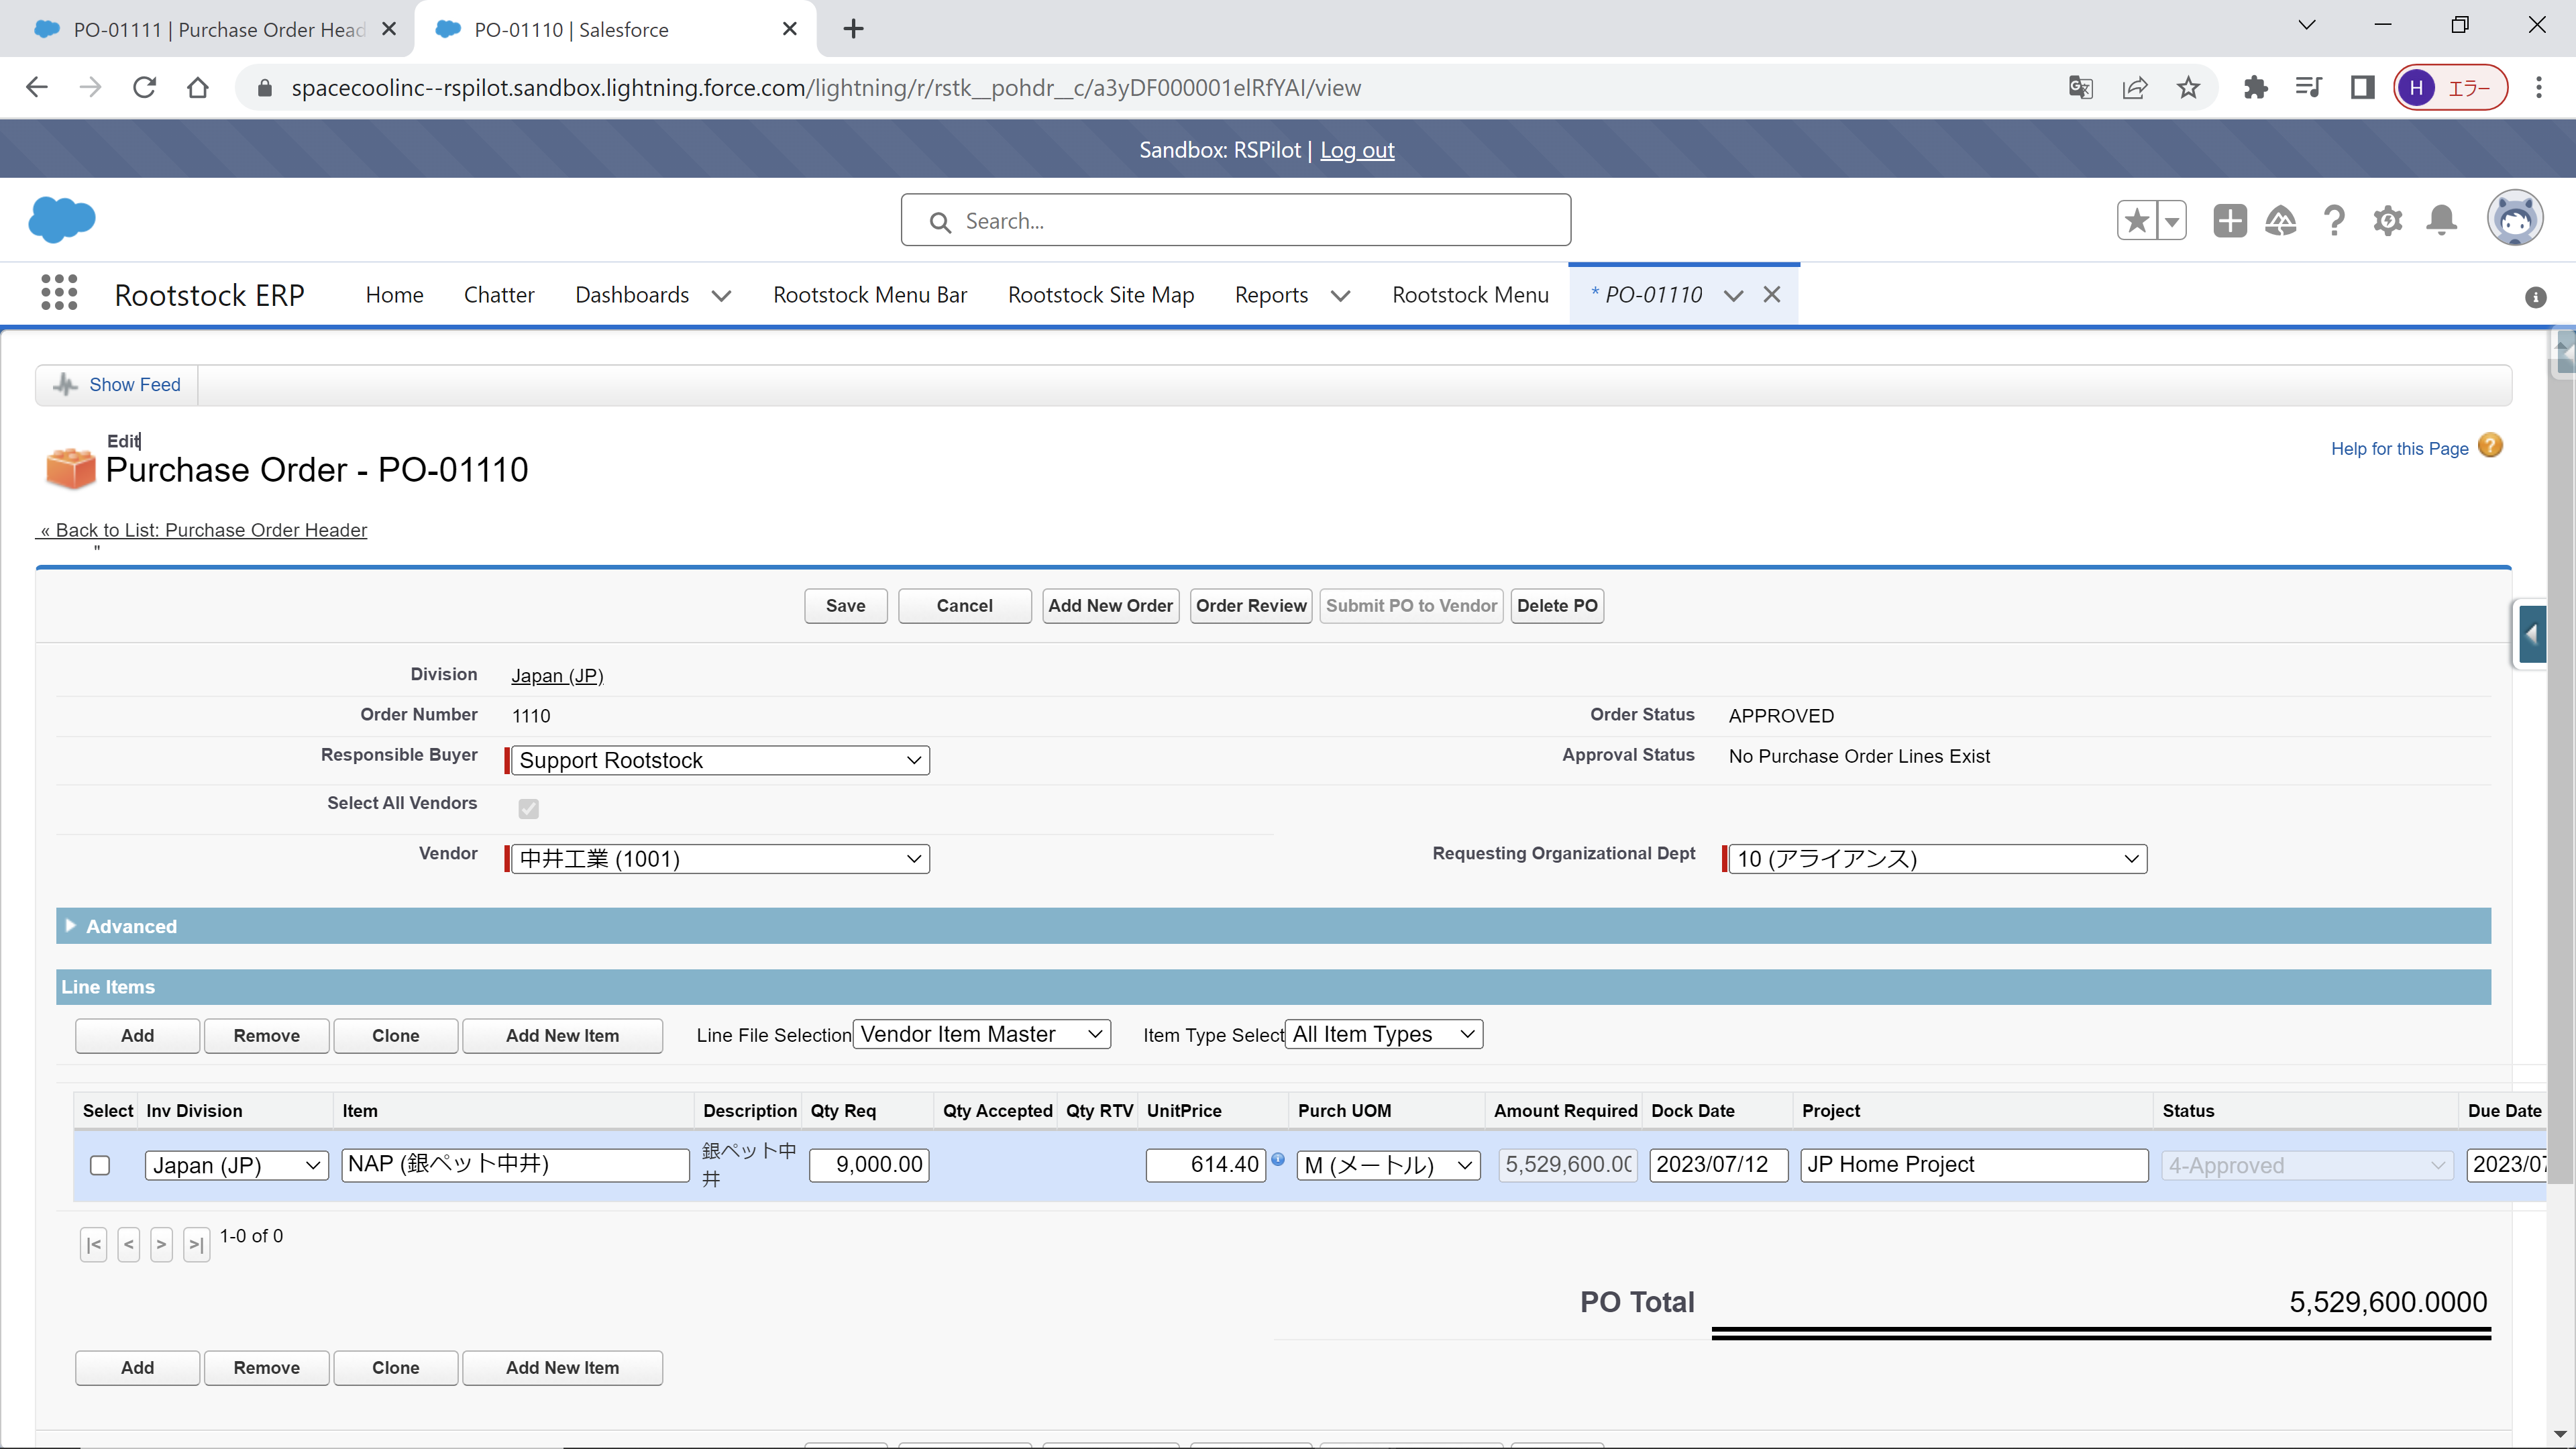 PO-01111 | Purchase Order Head
PO-01110 | Salesforce
spacecoolinc--rspilot.sandbox.lightning.force.com/lightning/r/rstk__pohdr__c/a3yDF000001elRfYAI/view
H エラー
Sandbox: RSPilot | Log out
Search...
Rootstock ERP Home Chatter Dashboards Rootstock Menu Bar Rootstock Site Map Reports Rootstock Menu * PO-01110
Show Feed
Edit
Purchase Order - PO-01110
Help for this Page
« Back to List: Purchase Order Header
"
Save Cancel Add New Order Order Review Submit PO to Vendor Delete PO
Division Japan (JP)
Order Number 1110 Order Status APPROVED
Responsible Buyer Support Rootstock Approval Status No Purchase Order Lines Exist
Select All Vendors
Vendor 中井工業 (1001) Requesting Organizational Dept 10 (アライアンス)
Advanced
Line Items
Add Remove Clone Add New Item Line File Selection Vendor Item Master Item Type Select All Item Types
Select Inv Division Item Description Qty Req Qty Accepted Qty RTV UnitPrice Purch UOM Amount Required Dock Date Project Status Due Date
Japan (JP) NAP (銀ペット中井) 銀ペット中 9,000.00 614.40 M (メートル) 5,529,600.00 2023/07/12 JP Home Project 4-Approved 2023/07
井
|< < > >| 1-0 of 0
PO Total 5,529,600.0000
Add Remove Clone Add New Item